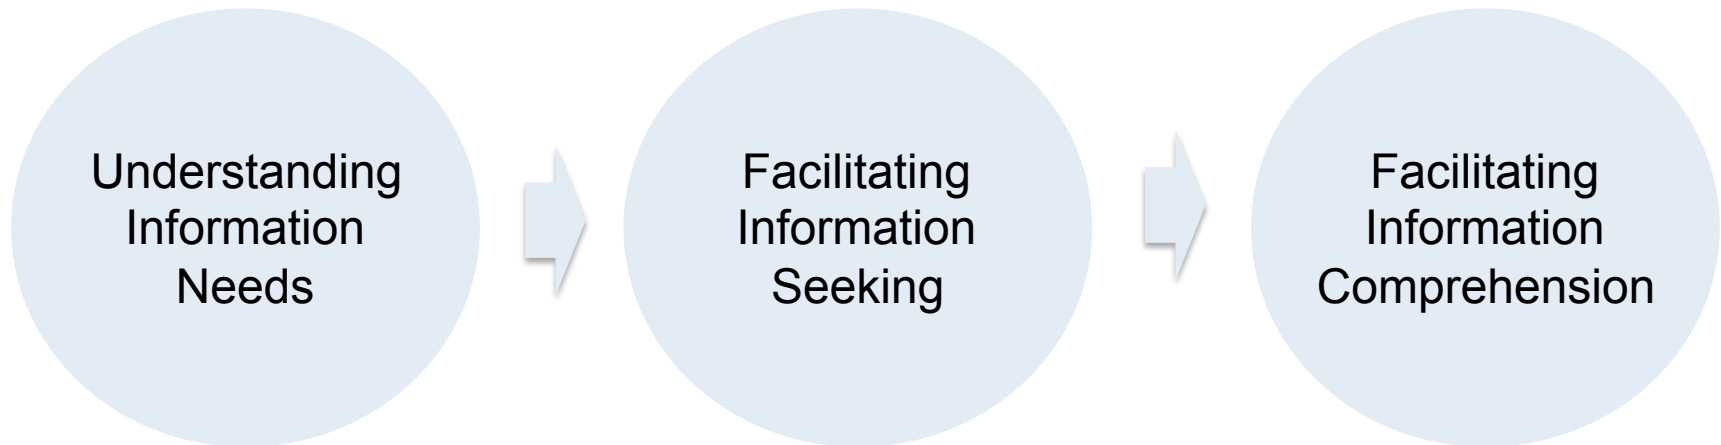 Understanding
Information
Needs
Facilitating
Information
Seeking
Facilitating
Information
Comprehension